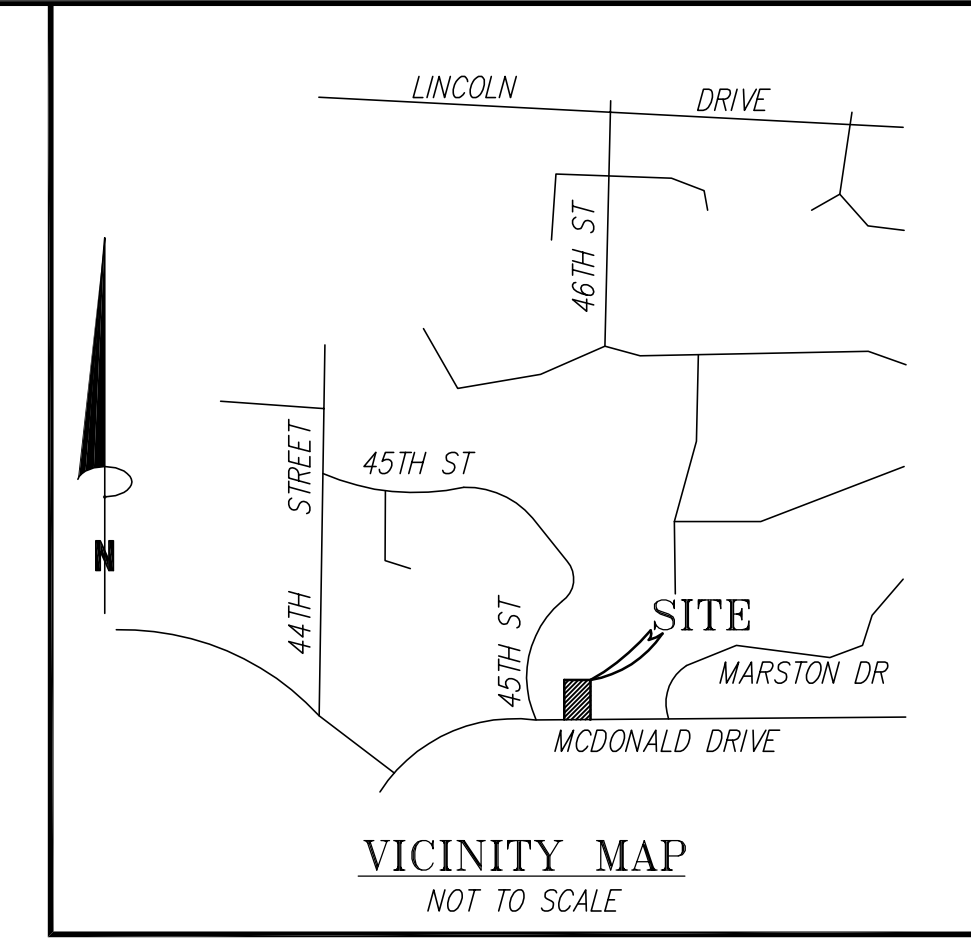 LINCOLN DRIVE
46TH ST
STREET
45TH ST
N
44TH
45TH ST
SITE
MARSTON DR
MCDONALD DRIVE
VICINITY MAP
NOT TO SCALE